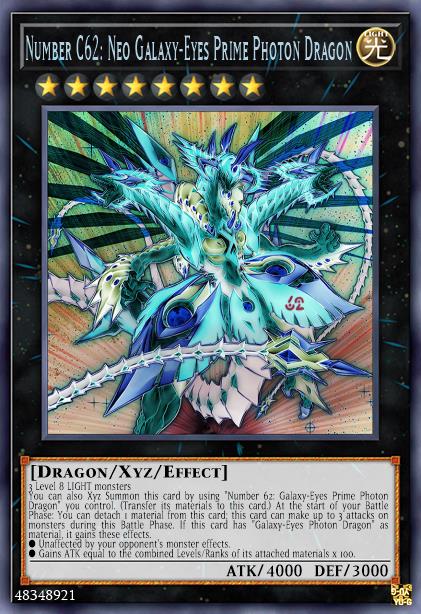 Number C62: Neo Galaxy-Eyes Prime Photon Dragon
LIGHT
光
62
[Dragon/Xyz/Effect]
3 Level 8 LIGHT monsters
You can also Xyz Summon this card by using "Number 62: Galaxy-Eyes Prime Photon
Dragon" you control. (Transfer its materials to this card.) At the start of your Battle
Phase: You can detach 1 material from this card; this card can make up to 3 attacks on
monsters during this Battle Phase. If this card has "Galaxy-Eyes Photon Dragon" as
material, it gains these effects.
● Unaffected by your opponent's monster effects.
● Gains ATK equal to the combined Levels/Ranks of its attached materials x 100.
ATK/4000 DEF/3000
48348921